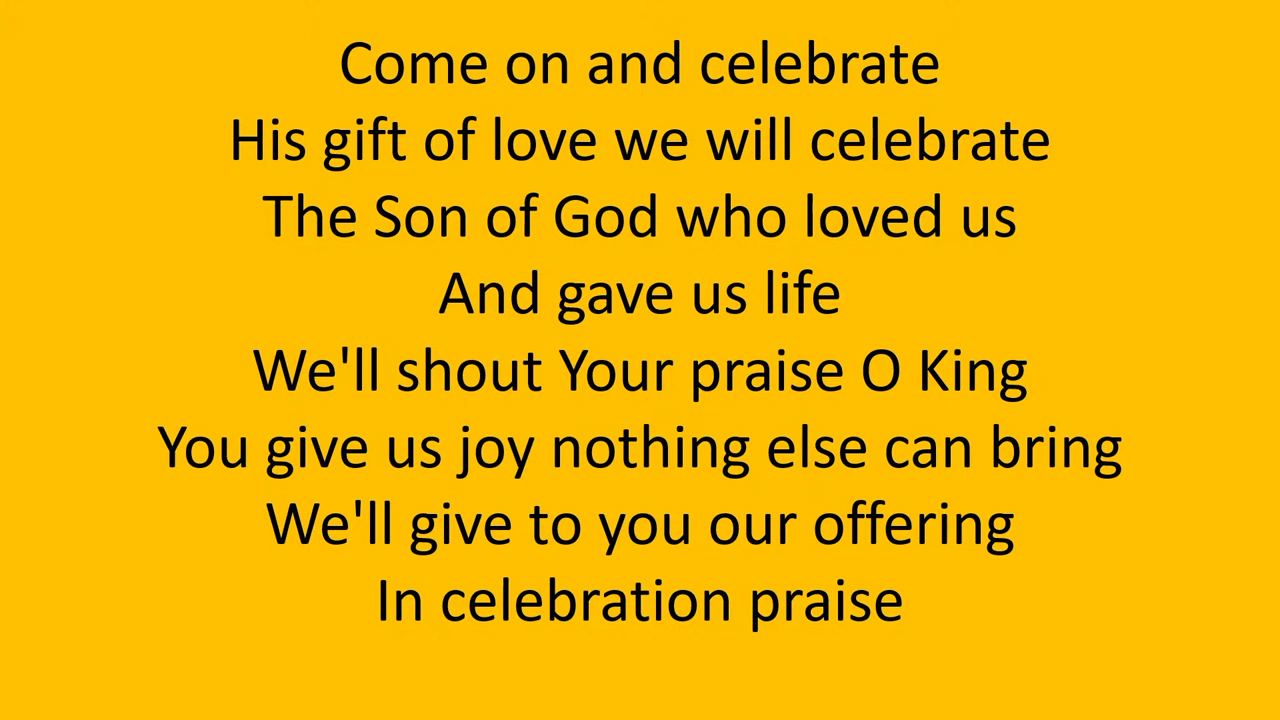 Come on and celebrate
His gift of love we will celebrate
The Son of God who loved us
And gave us life
We'll shout Your praise O King
You give us joy nothing else can bring
We'll give to you our offering
In celebration praise